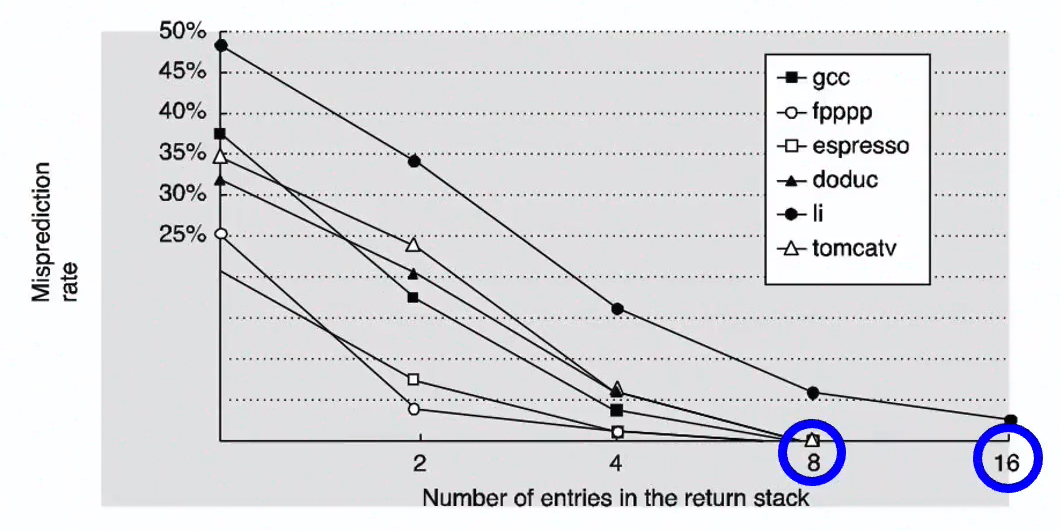 50%
45%
40%
35%
30%
25%
Misprediction
rate
gcc
fpppp
espresso
doduc
li
tomcatv
2 4 8 16
Number of entries in the return stack